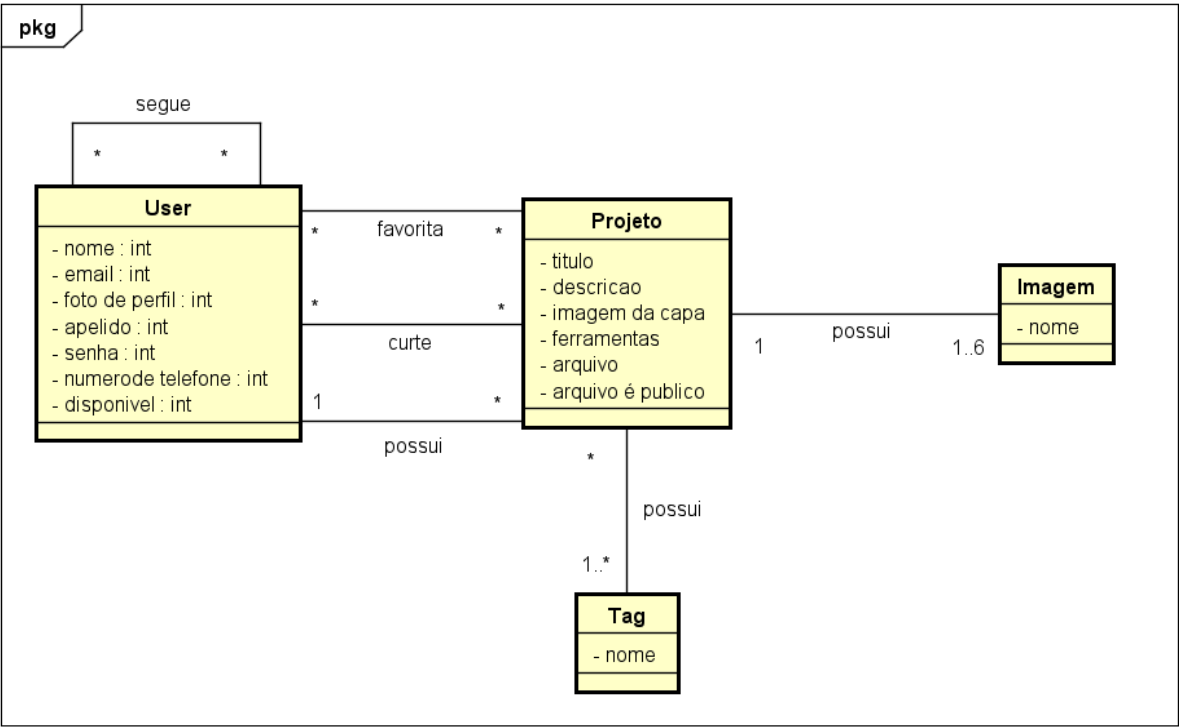 pkg
segue
* *
User
- nome : int
- email : int
- foto de perfil : int
- apelido : int
- senha : int
- numerode telefone : int
- disponivel : int
* favorita *
* *
curte
1 *
possui
Projeto
- titulo
- descricao
- imagem da capa
- ferramentas
- arquivo
- arquivo é publico
1 possui 1..6
Imagem
- nome
*
possui
1..*
Tag
- nome